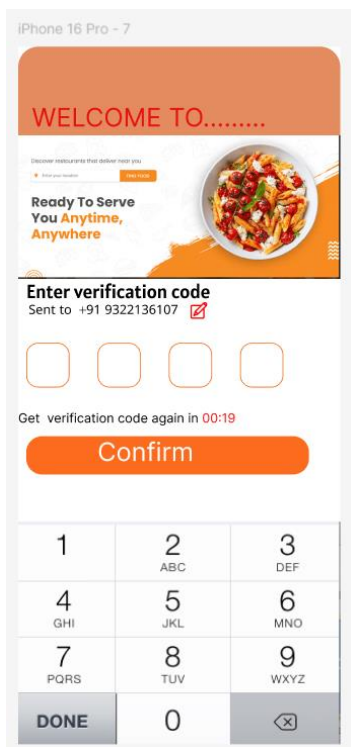 iPhone 16 Pro - 7
WELCOME TO.........
Discover restaurants that deliver near you
Enter your location
FIND FOOD
Ready To Serve
You Anytime,
Anywhere
Enter verification code
Sent to +91 9322136107
Get verification code again in 00:19
Confirm
1 2 3
ABC DEF
4 5 6
GHI JKL MNO
7 8 9
PQRS TUV WXYZ
DONE 0